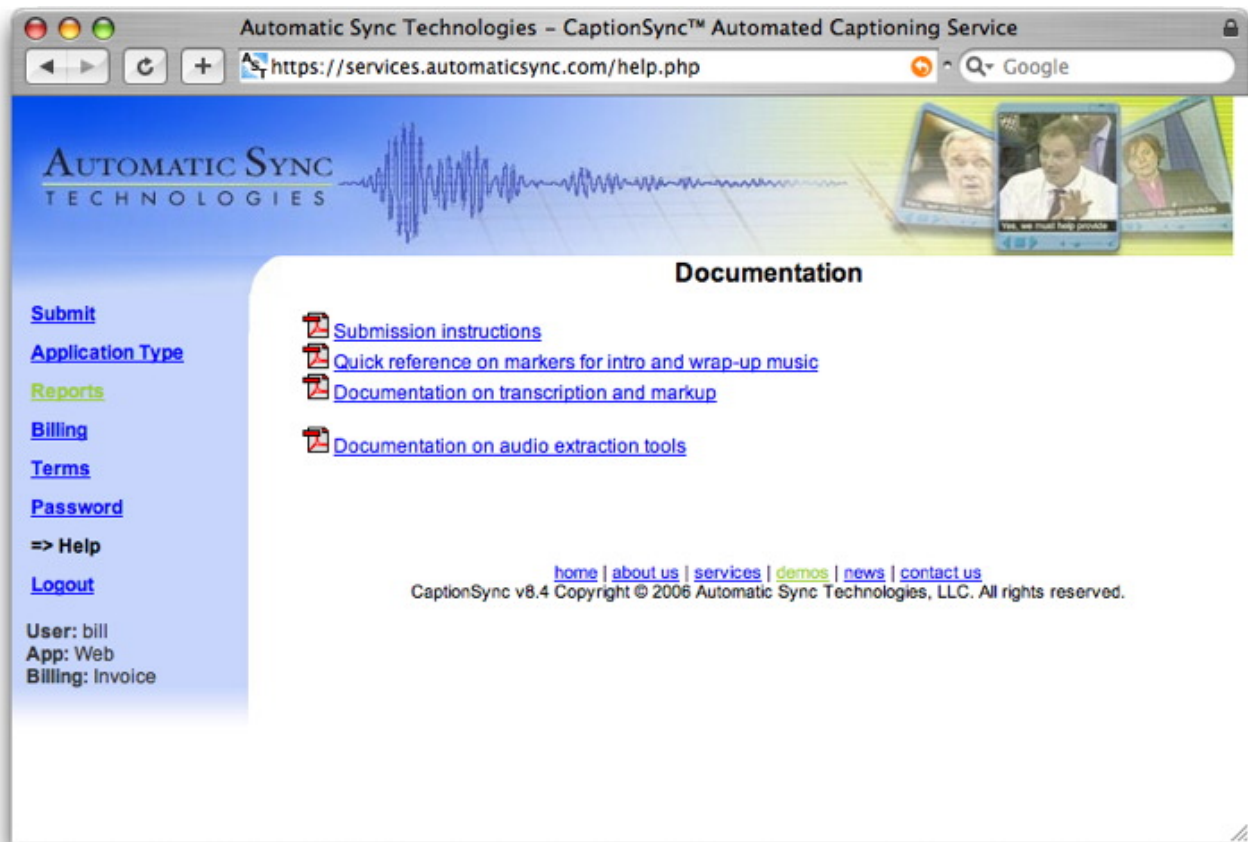 Automatic Sync Technologies – CaptionSync™ Automated Captioning Service
https://services.automaticsync.com/help.php
Google
AUTOMATIC SYNC
TECHNOLOGIES
Yes, we must help provide
Documentation
Submit
Application Type
Reports
Billing
Terms
Password
=> Help
Logout
User: bill
App: Web
Billing: Invoice
Submission instructions
Quick reference on markers for intro and wrap-up music
Documentation on transcription and markup
Documentation on audio extraction tools
home | about us | services | demos | news | contact us
CaptionSync v8.4 Copyright © 2006 Automatic Sync Technologies, LLC. All rights reserved.